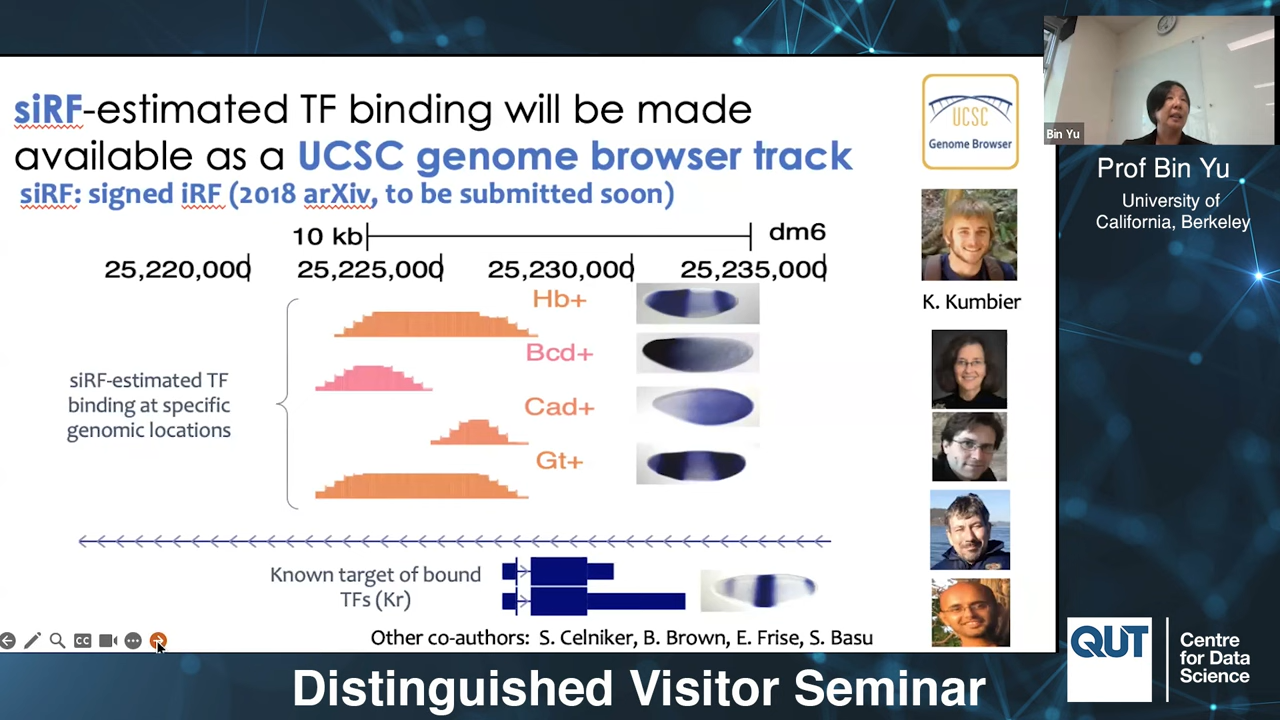 siRF-estimated TF binding will be made
available as a UCSC genome browser track
siRF: signed iRF (2018 arXiv, to be submitted soon)
10 kb
dm6
25,220,000
25,225,000
25,230,000
25,235,000
Hb+
Bcd+
Cad+
Gt+
siRF-estimated TF
binding at specific
genomic locations
Known target of bound
TFs (Kr)
Other co-authors: S. Celniker, B. Brown, E. Frise, S. Basu
UCSC
Genome Browser
K. Kumbier
Bin Yu
Prof Bin Yu
University of
California, Berkeley
CC
QUT
Centre
for Data
Science
Distinguished Visitor Seminar